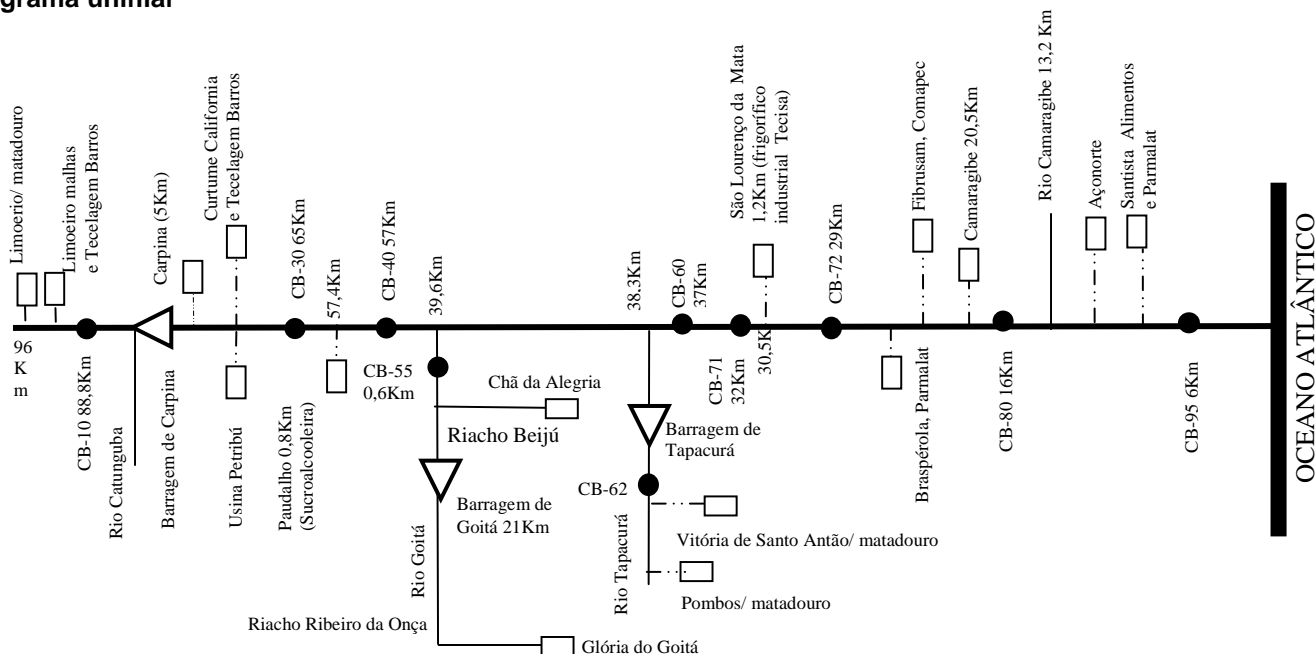 grama unifilar
Limoerio/ matadouro
Limoeiro malhas
e Tecelagem Barros
Carpina (5Km)
Curtume California
e Tecelagem Barros
CB-30 65Km
57,4Km
CB-40 57Km
39,6Km
38.3Km
CB-60
37Km
São Lourenço da Mata
1,2Km (frigorífico
industrial Tecisa)
CB-72 29Km
Fibrusam, Comapec
Camaragibe 20,5Km
Rio Camaragibe 13,2 Km
Açonorte
Santista Alimentos
e Parmalat
OCEANO ATLÂNTICO
96
K
m
CB-10 88,8Km
Rio Catunguba
Barragem de Carpina
Usina Petribú
Paudalho 0,8Km
(Sucroalcooleira)
CB-55
0,6Km
Chã da Alegria
Riacho Beijú
Barragem de
Goitá 21Km
Rio Goitá
Riacho Ribeiro da Onça
Glória do Goitá
Barragem de
Tapacurá
CB-62
Rio Tapacurá
Vitória de Santo Antão/ matadouro
Pombos/ matadouro
CB-71
32Km
30,5K
Braspérola, Parmalat
CB-80 16Km
CB-95 6Km